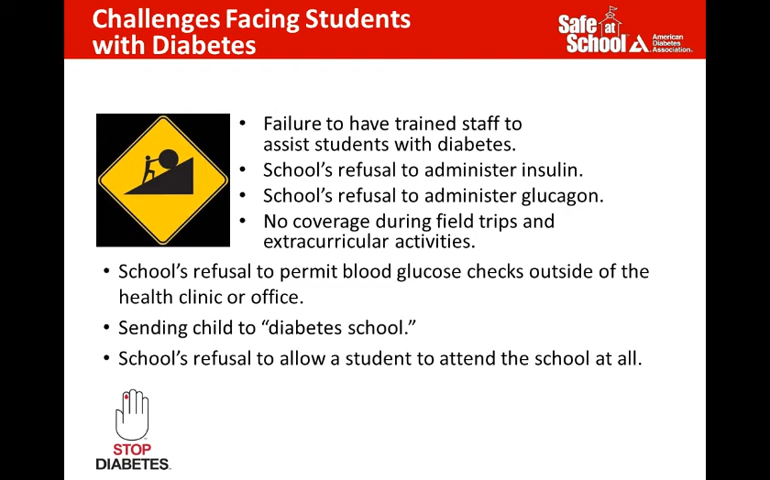 Challenges Facing Students
with Diabetes
Safe
at
School
American
Diabetes
Association.
• Failure to have trained staff to
assist students with diabetes.
• School's refusal to administer insulin.
• School's refusal to administer glucagon.
• No coverage during field trips and
extracurricular activities.
• School's refusal to permit blood glucose checks outside of the
health clinic or office.
• Sending child to “diabetes school.”
• School's refusal to allow a student to attend the school at all.
STOP
DIABETES